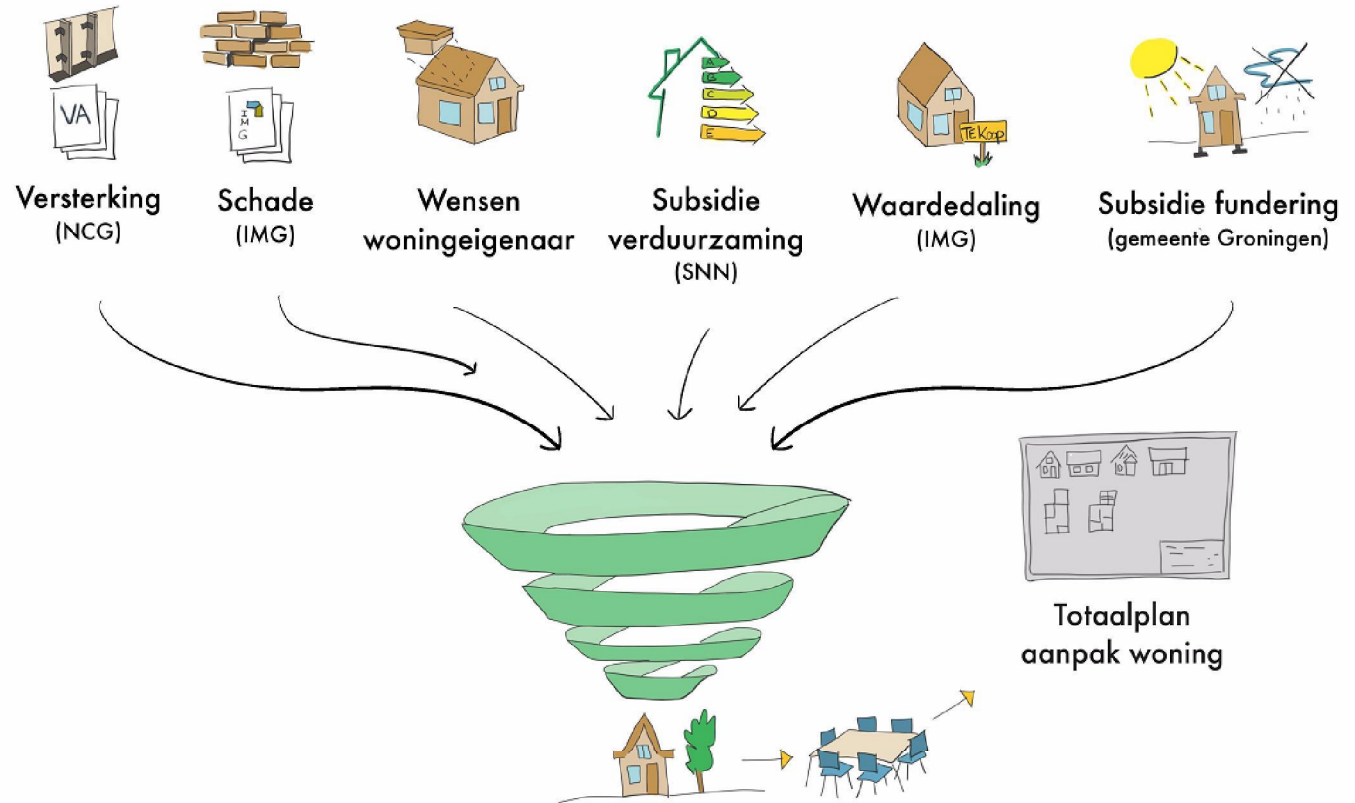 VA
I
M
G
A
B
C
D
E
TE KOOP
Versterking
(NCG)
Schade
(IMG)
Wensen
woningeigenaar
Subsidie
verduurzaming
(SNN)
Waardedaling
(IMG)
Subsidie fundering
(gemeente Groningen)
Totaalplan
aanpak woning